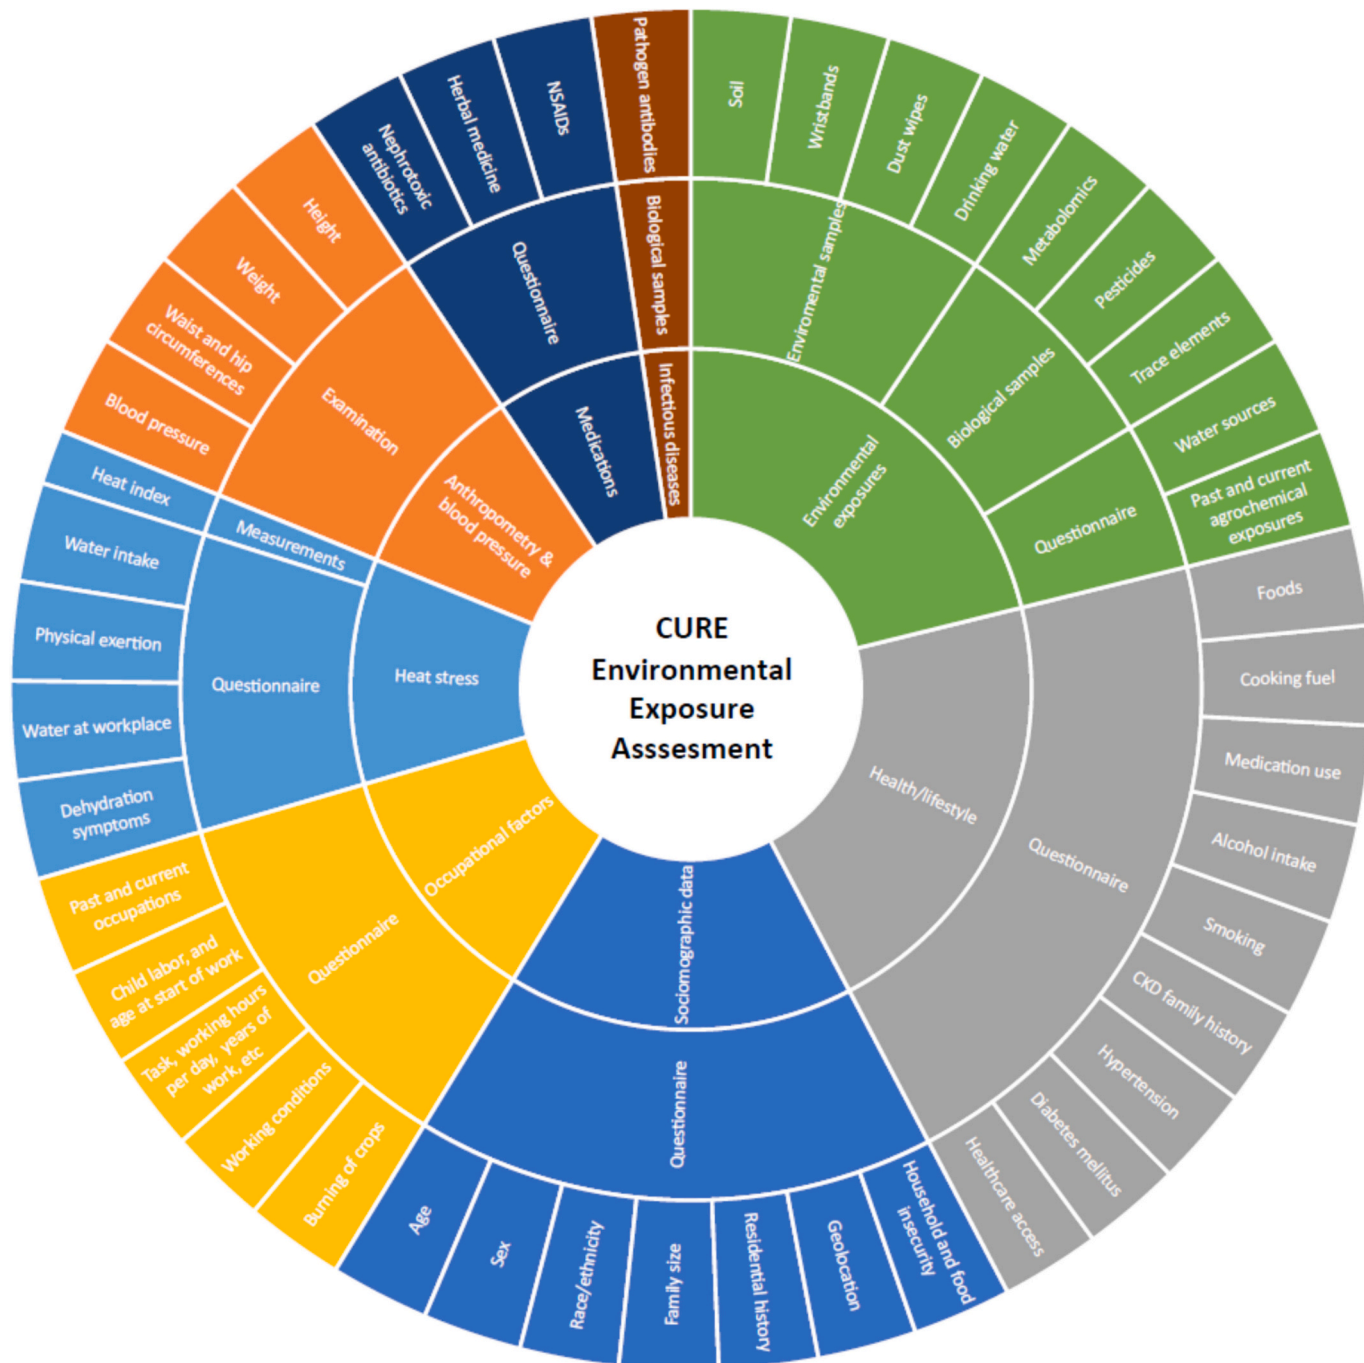 CURE
Environmental
Exposure
Asssesment
Environmental
exposures
Enviromental samples
Soil
Wristbands
Dust wipes
Drinking water
Biological samples
Metabolomics
Pesticides
Trace elements
Questionnaire
Water sources
Past and current
agrochemical
exposures
Health/lifestyle
Questionnaire
Foods
Cooking fuel
Medication use
Alcohol intake
Smoking
CKD family history
Hypertension
Diabetes mellitus
Healthcare access
Sociomographic data
Questionnaire
Household and food
insecurity
Geolocation
Residential history
Family size
Race/ethnicity
Sex
Age
Occupational factors
Questionnaire
Burning of crops
Working conditions
Task, working hours
per day, years of
work, etc
Child labor, and
age at start of work
Past and current
occupations
Heat stress
Questionnaire
Dehydration
symptoms
Water at workplace
Physical exertion
Water intake
Measurements
Heat index
Anthropometry &
blood pressure
Examination
Blood pressure
Waist and hip
circumferences
Weight
Height
Medications
Questionnaire
Nephrotoxic
antibiotics
Herbal medicine
NSAIDs
Infectious diseases
Biological samples
Pathogen antibodies